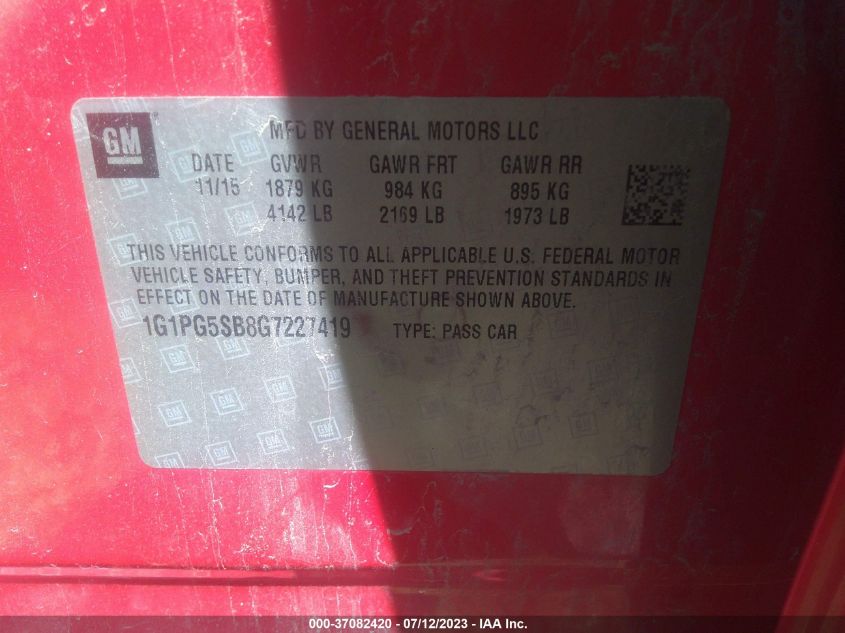 GM
MFD BY GENERAL MOTORS LLC
DATE GVWR GAWR FRT GAWR RR
11/15 1879 KG 984 KG 895 KG
4142 LB 2169 LB 1973 LB
THIS VEHICLE CONFORMS TO ALL APPLICABLE U.S. FEDERAL MOTOR
VEHICLE SAFETY, BUMPER, AND THEFT PREVENTION STANDARDS IN
EFFECT ON THE DATE OF MANUFACTURE SHOWN ABOVE.
1G1PG5SB8G7227419 TYPE: PASS CAR
000-37082420 - 07/12/2023 - IAA Inc.